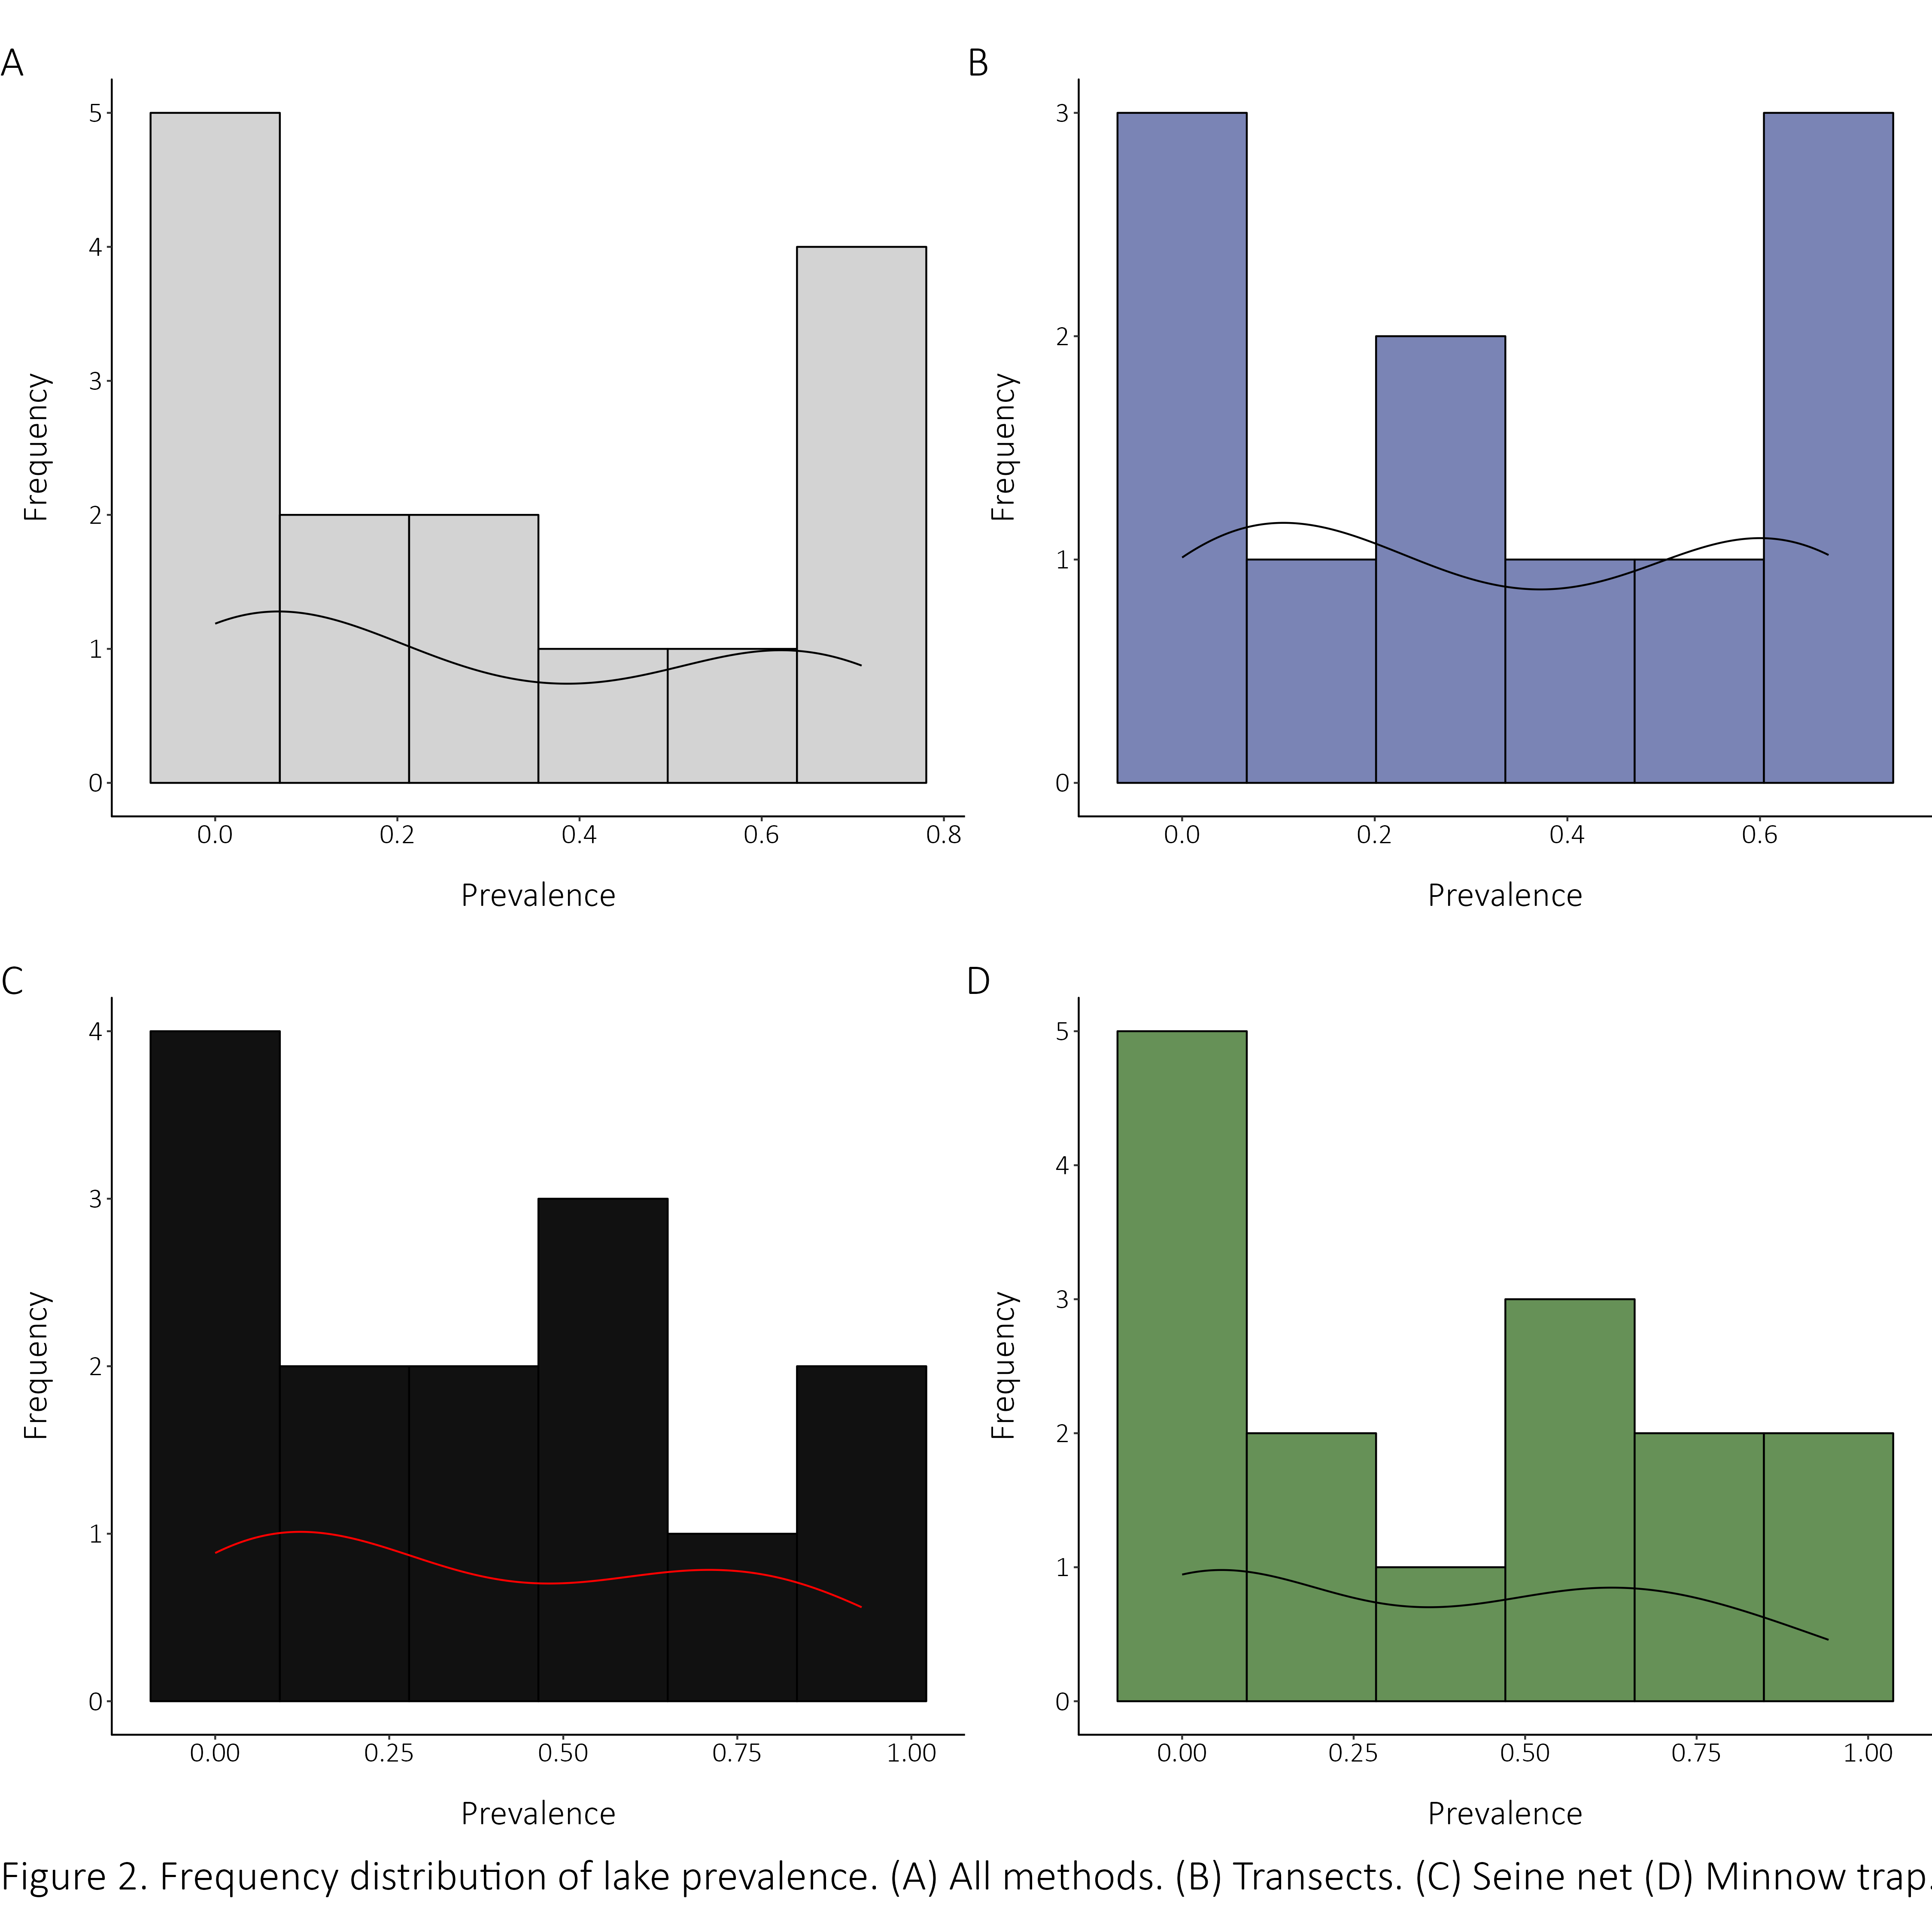 A
5
4
3
2
1
0
Frequency
0.0 0.2 0.4 0.6 0.8
Prevalence
B
3
2
1
0
Frequency
0.0 0.2 0.4 0.6
Prevalence
C
4
3
2
1
0
Frequency
0.00 0.25 0.50 0.75 1.00
Prevalence
D
5
4
3
2
1
0
Frequency
0.00 0.25 0.50 0.75 1.00
Prevalence
Figure 2. Frequency distribution of lake prevalence. (A) All methods. (B) Transects. (C) Seine net (D) Minnow trap.